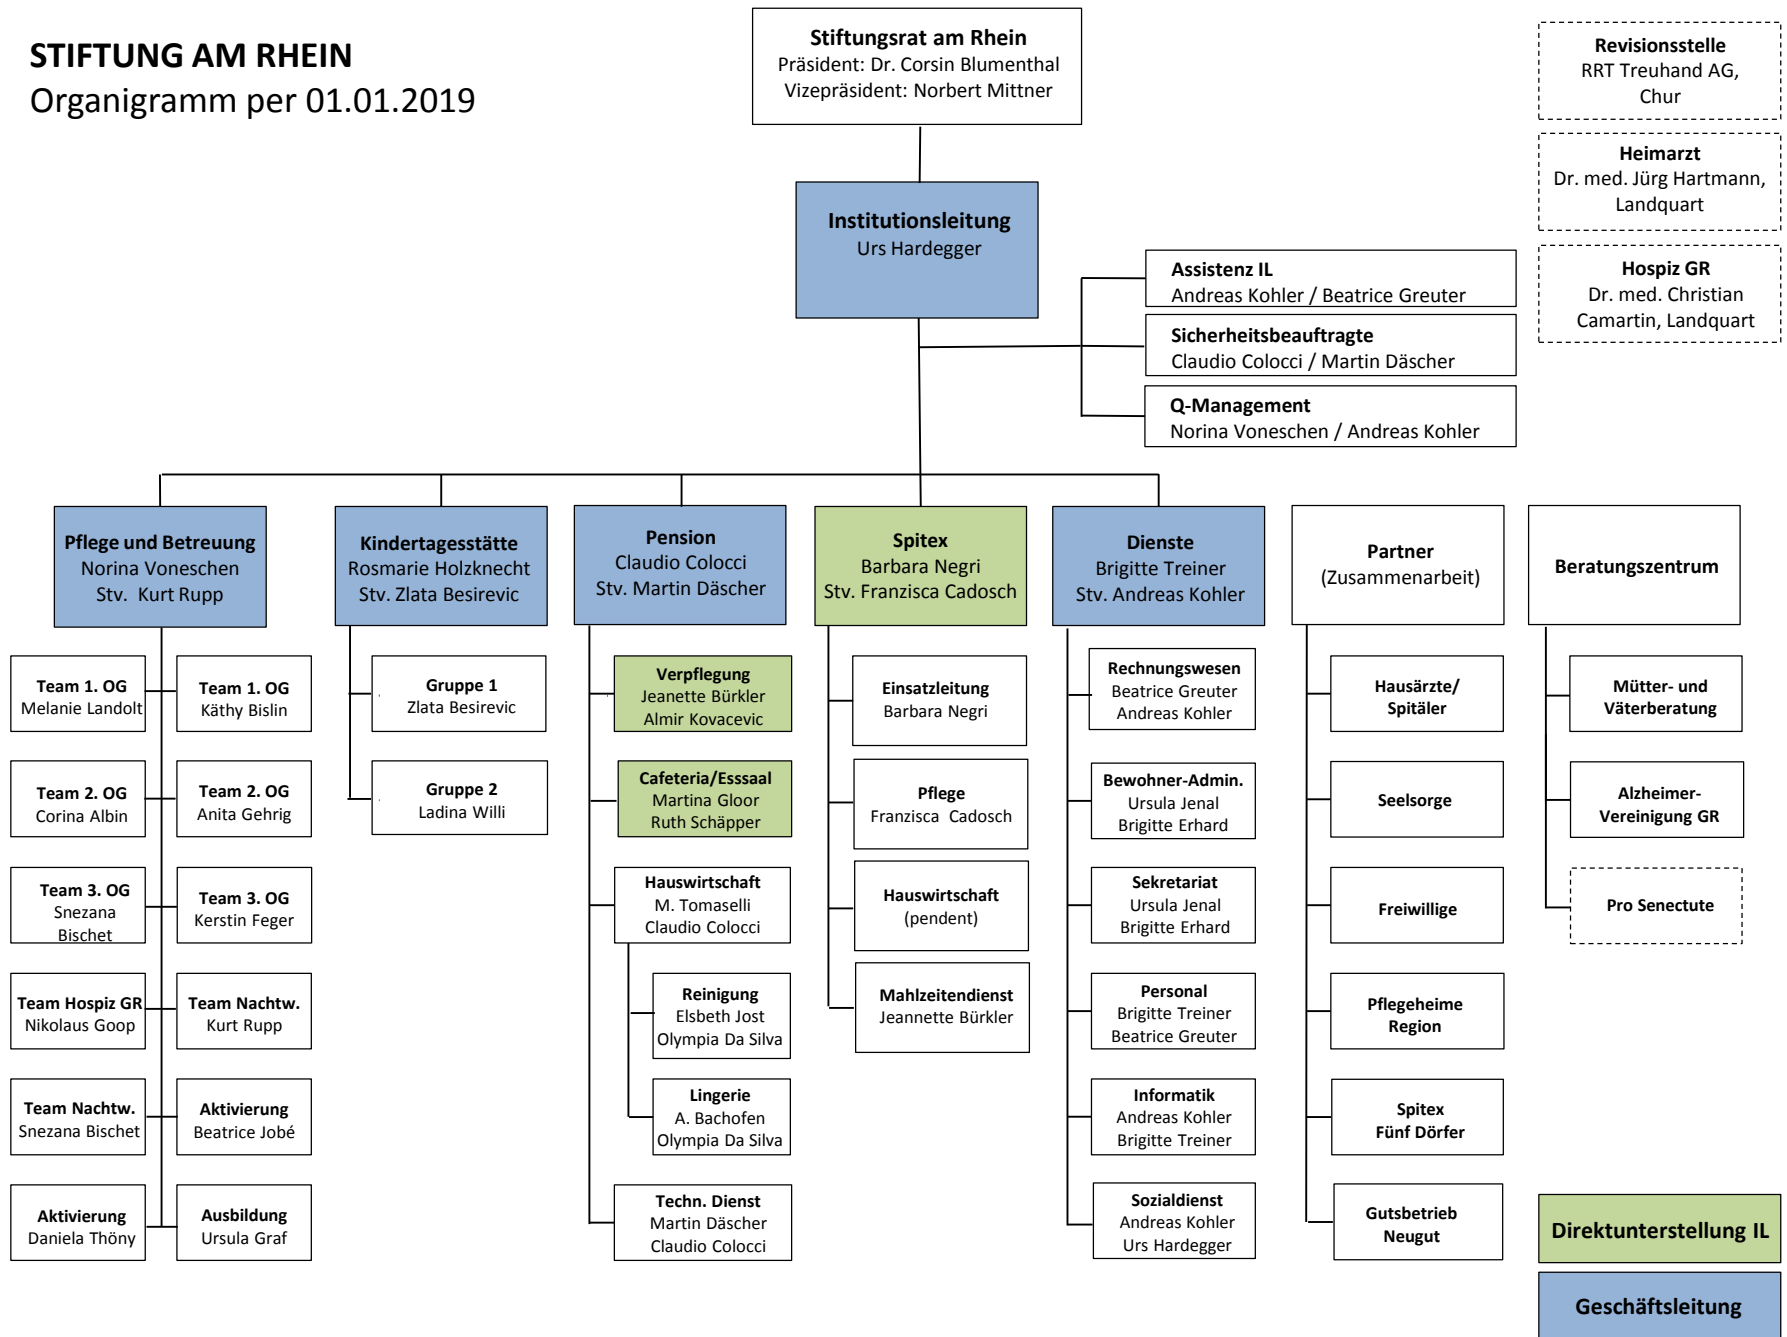 STIFTUNG AM RHEIN
Organigramm per 01.01.2019
Stiftungsrat am Rhein
Präsident: Dr. Corsin Blumenthal
Vizepräsident: Norbert Mittner
Revisionsstelle
RRT Treuhand AG,
Chur
Heimarzt
Dr. med. Jürg Hartmann,
Landquart
Hospiz GR
Dr. med. Christian
Camartin, Landquart
Institutionsleitung
Urs Hardegger
Assistenz IL
Andreas Kohler / Beatrice Greuter
Sicherheitsbeauftragte
Claudio Colocci / Martin Däscher
Q-Management
Norina Voneschen / Andreas Kohler
Pflege und Betreuung
Norina Voneschen
Stv.  Kurt Rupp
Team 1. OG
Melanie Landolt
Team 1. OG
Käthy Bislin
Team 2. OG
Corina Albin
Team 2. OG
Anita Gehrig
Team 3. OG
Snezana
Bischet
Team 3. OG
Kerstin Feger
Team Hospiz GR
Nikolaus Goop
Team Nachtw.
Kurt Rupp
Team Nachtw.
Snezana Bischet
Aktivierung
Beatrice Jobé
Aktivierung
Daniela Thöny
Ausbildung
Ursula Graf
Kindertagesstätte
Rosmarie Holzknecht
Stv. Zlata Besirevic
Gruppe 1
Zlata Besirevic
Gruppe 2
Ladina Willi
Pension
Claudio Colocci
Stv. Martin Däscher
Verpflegung
Jeanette Bürkler
Almir Kovacevic
Cafeteria/Esssaal
Martina Gloor
Ruth Schäpper
Hauswirtschaft
M. Tomaselli
Claudio Colocci
Reinigung
Elsbeth Jost
Olympia Da Silva
Lingerie
A. Bachofen
Olympia Da Silva
Techn. Dienst
Martin Däscher
Claudio Colocci
Spitex
Barbara Negri
Stv. Franzisca Cadosch
Einsatzleitung
Barbara Negri
Pflege
Franzisca  Cadosch
Hauswirtschaft
(pendent)
Mahlzeitendienst
Jeannette Bürkler
Dienste
Brigitte Treiner
Stv. Andreas Kohler
Rechnungswesen
Beatrice Greuter
Andreas Kohler
Bewohner-Admin.
Ursula Jenal
Brigitte Erhard
Sekretariat
Ursula Jenal
Brigitte Erhard
Personal
Brigitte Treiner
Beatrice Greuter
Informatik
Andreas Kohler
Brigitte Treiner
Sozialdienst
Andreas Kohler
Urs Hardegger
Partner
(Zusammenarbeit)
Hausärzte/
Spitäler
Seelsorge
Freiwillige
Pflegeheime
Region
Spitex
Fünf Dörfer
Gutsbetrieb
Neugut
Beratungszentrum
Mütter- und
Väterberatung
Alzheimer-
Vereinigung GR
Pro Senectute
Direktunterstellung IL
Geschäftsleitung